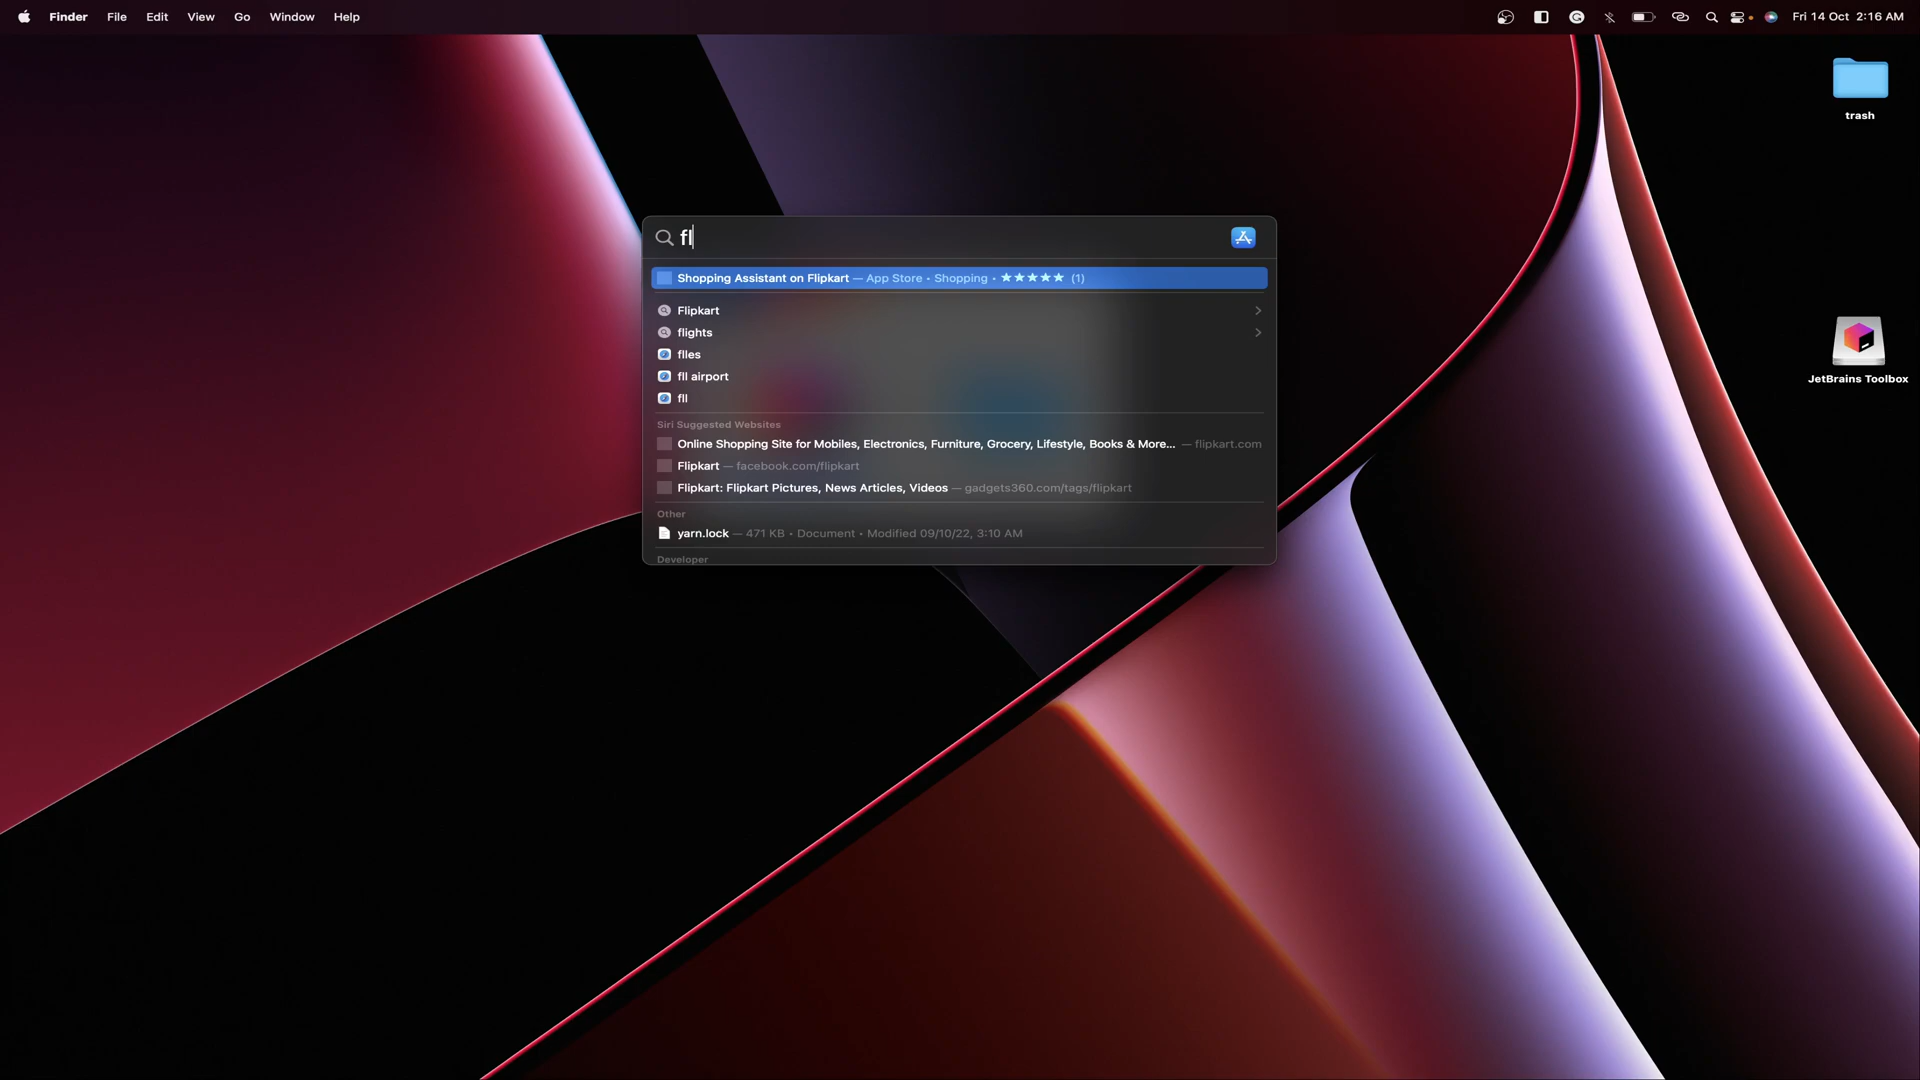 Finder File Edit View Go Window Help Fri 14 Oct 2:16 AM
trash
fl
Shopping Assistant on Flipkart — App Store • Shopping • ★★★★★ (1)
Flipkart
flights
flles
fll airport
fll
Siri Suggested Websites
Online Shopping Site for Mobiles, Electronics, Furniture, Grocery, Lifestyle, Books & More... — flipkart.com
Flipkart — facebook.com/flipkart
Flipkart: Flipkart Pictures, News Articles, Videos — gadgets360.com/tags/flipkart
Other
yarn.lock — 471 KB • Document • Modified 09/10/22, 3:10 AM
Developer
JetBrains Toolbox